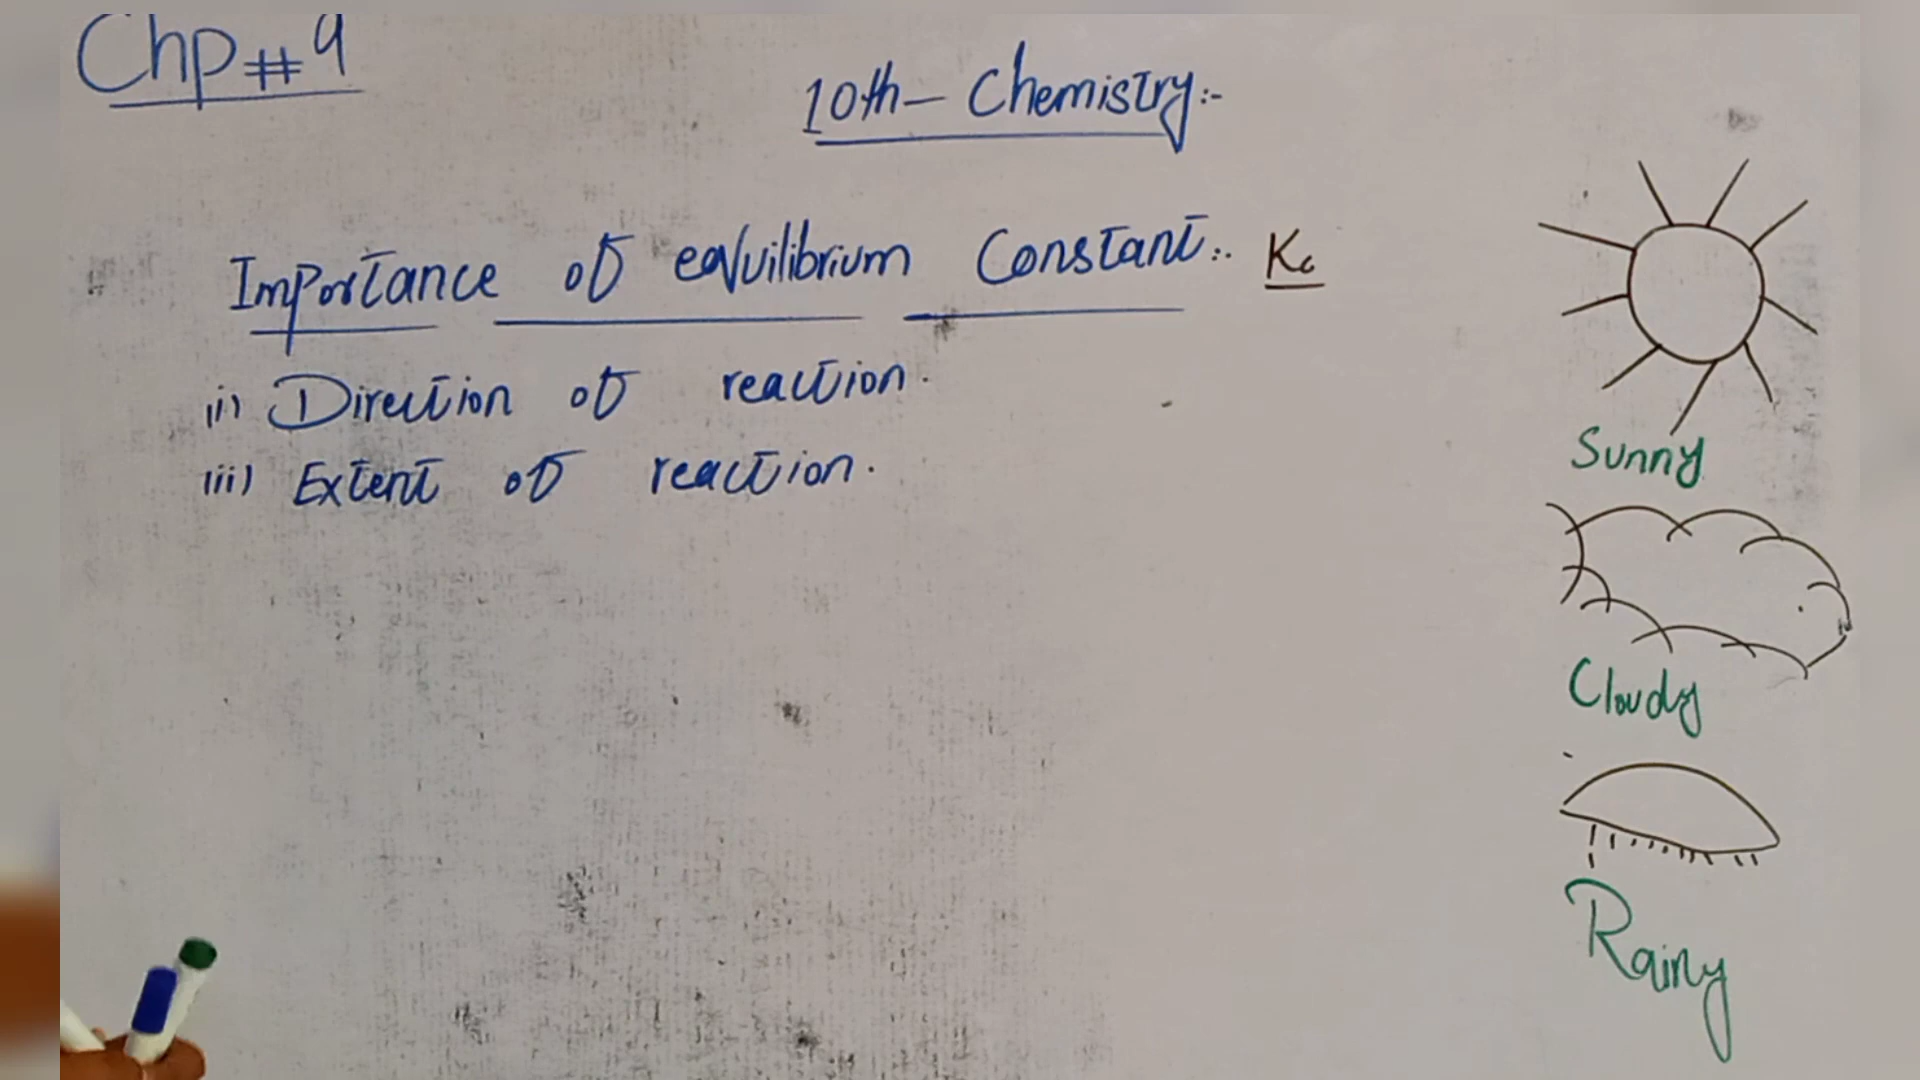 Chp#9
10th - Chemistry:-
Importance of equilibrium Constant:. Kc
ii) Direction of reaction.
iii) Extent of reaction.
Sunny
Cloudy
Rainy